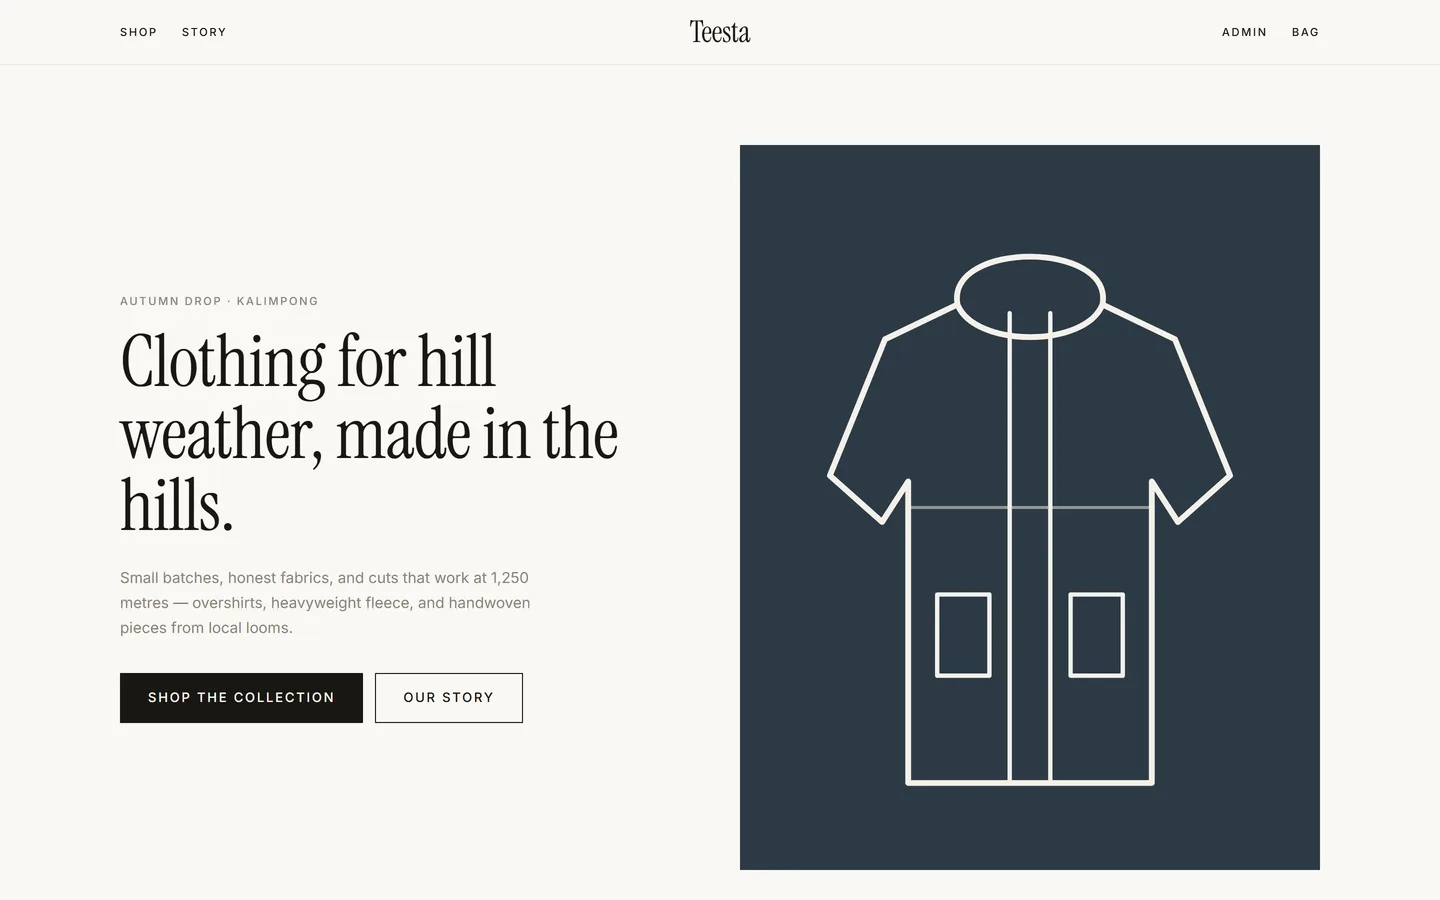 SHOP STORY Teesta ADMIN BAG
AUTUMN DROP · KALIMPONG
Clothing for hill
weather, made in the
hills.
Small batches, honest fabrics, and cuts that work at 1,250
metres — overshirts, heavyweight fleece, and handwoven
pieces from local looms.
SHOP THE COLLECTION OUR STORY